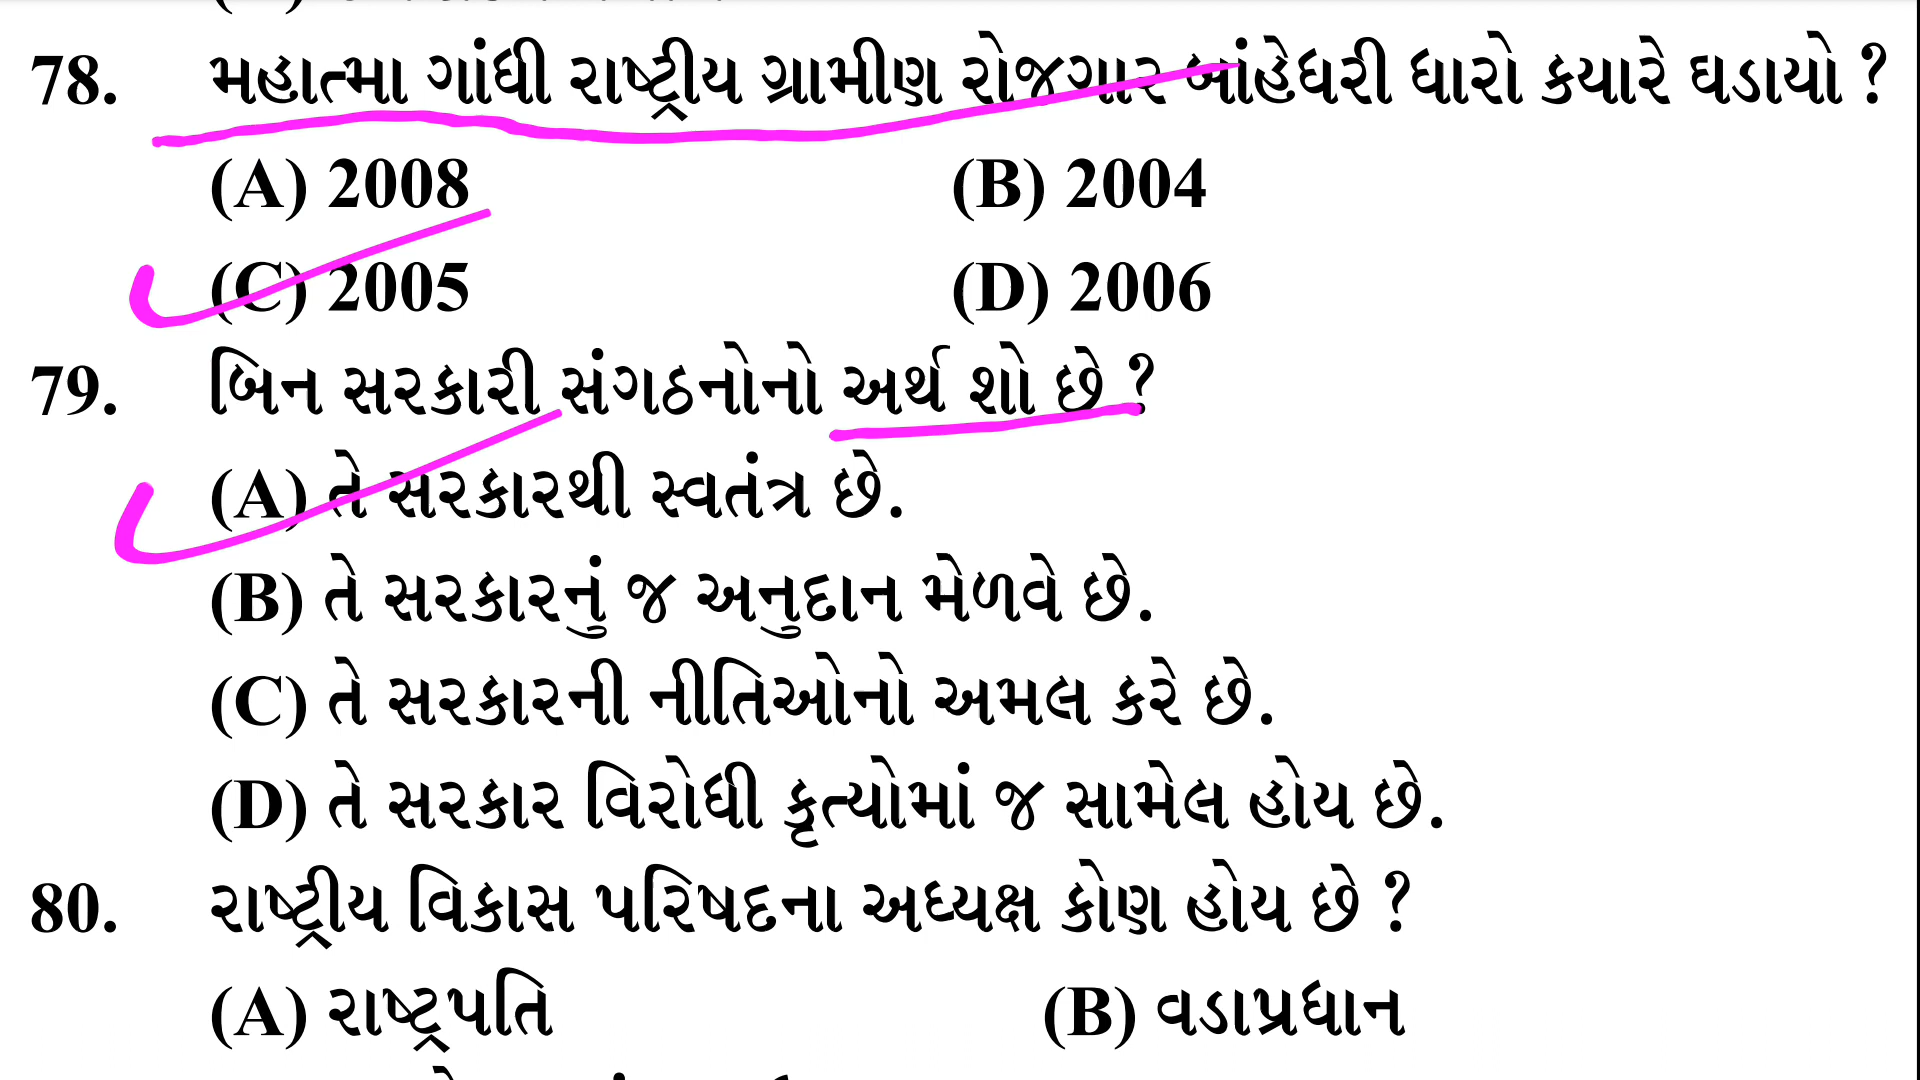 78. મહાત્મા ગાંધી રાષ્ટ્રીય ગ્રામીણ રોજગાર બાંહેધરી ધારો કયારે ઘડાયો ?
(A) 2008 (B) 2004
(C) 2005 (D) 2006
79. બિન સરકારી સંગઠનોનો અર્થ શો છે ?
(A) તે સરકારથી સ્વતંત્ર છે.
(B) તે સરકારનું જ અનુદાન મેળવે છે.
(C) તે સરકારની નીતિઓનો અમલ કરે છે.
(D) તે સરકાર વિરોધી કૃત્યોમાં જ સામેલ હોય છે.
80. રાષ્ટ્રીય વિકાસ પરિષદના અધ્યક્ષ કોણ હોય છે ?
(A) રાષ્ટ્રપતિ (B) વડાપ્રધાન